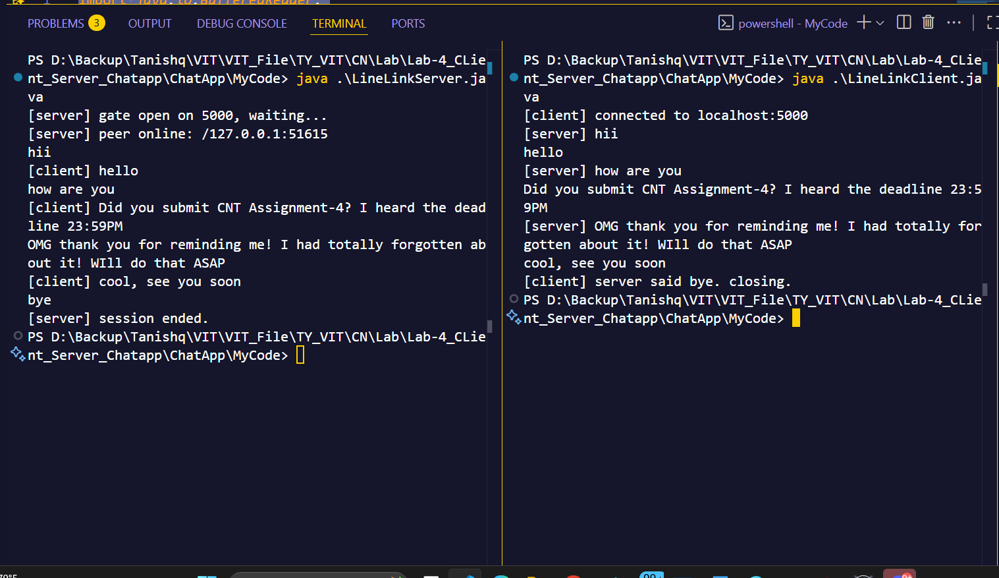 import java.io.BufferedReader;
PROBLEMS 3 OUTPUT DEBUG CONSOLE TERMINAL PORTS powershell - MyCode
PS D:\Backup\Tanishq\VIT\VIT_File\TY_VIT\CN\Lab\Lab-4_CLie
nt_Server_Chatapp\ChatApp\MyCode> java .\LineLinkServer.ja
va
[server] gate open on 5000, waiting...
[server] peer online: /127.0.0.1:51615
hii
[client] hello
how are you
[client] Did you submit CNT Assignment-4? I heard the dead
line 23:59PM
OMG thank you for reminding me! I had totally forgotten ab
out it! WIll do that ASAP
[client] cool, see you soon
bye
[server] session ended.
PS D:\Backup\Tanishq\VIT\VIT_File\TY_VIT\CN\Lab\Lab-4_CLie
nt_Server_Chatapp\ChatApp\MyCode>
PS D:\Backup\Tanishq\VIT\VIT_File\TY_VIT\CN\Lab\Lab-4_CLie
nt_Server_Chatapp\ChatApp\MyCode> java .\LineLinkClient.ja
va
[client] connected to localhost:5000
[server] hii
hello
[server] how are you
Did you submit CNT Assignment-4? I heard the deadline 23:5
9PM
[server] OMG thank you for reminding me! I had totally for
gotten about it! WIll do that ASAP
cool, see you soon
[client] server said bye. closing.
PS D:\Backup\Tanishq\VIT\VIT_File\TY_VIT\CN\Lab\Lab-4_CLie
nt_Server_Chatapp\ChatApp\MyCode>